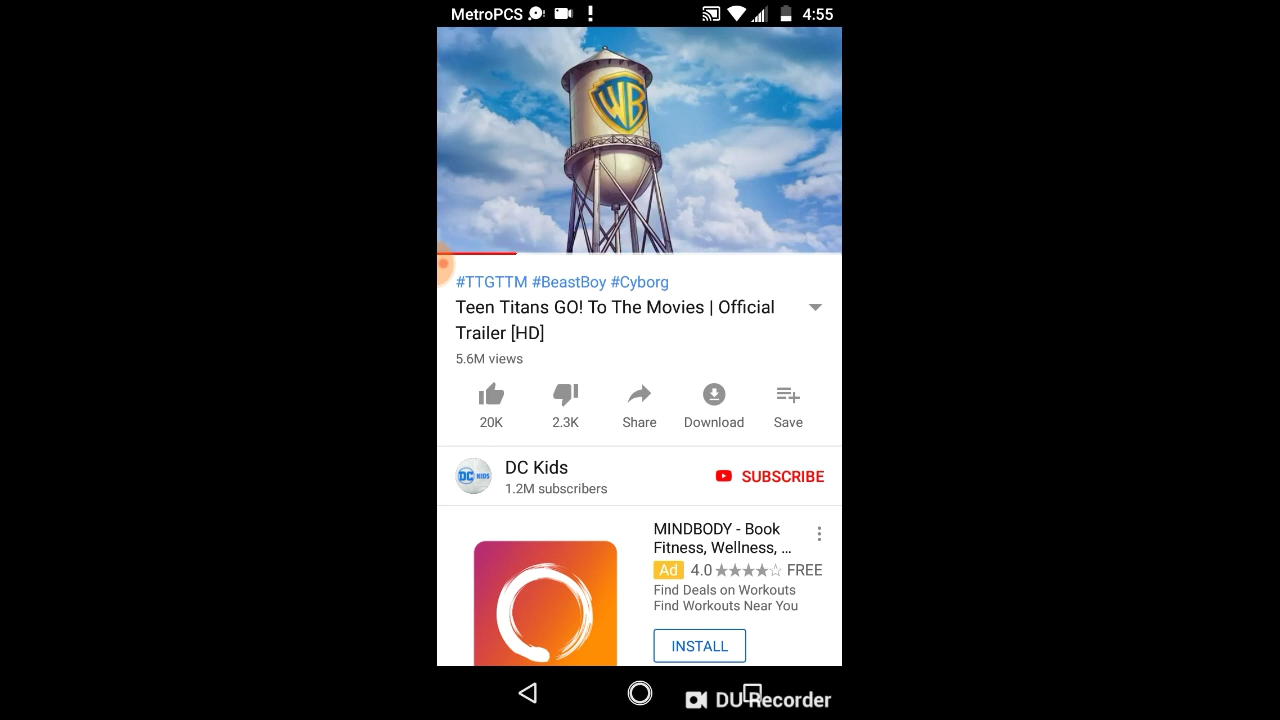 MetroPCS 4:55
WB
#TTGTTM #BeastBoy #Cyborg
Teen Titans GO! To The Movies | Official
Trailer [HD]
5.6M views
20K 2.3K Share Download Save
DC KIDS
DC Kids
1.2M subscribers
SUBSCRIBE
MINDBODY - Book
Fitness, Wellness, ...
Ad 4.0 FREE
Find Deals on Workouts
Find Workouts Near You
INSTALL
DU Recorder